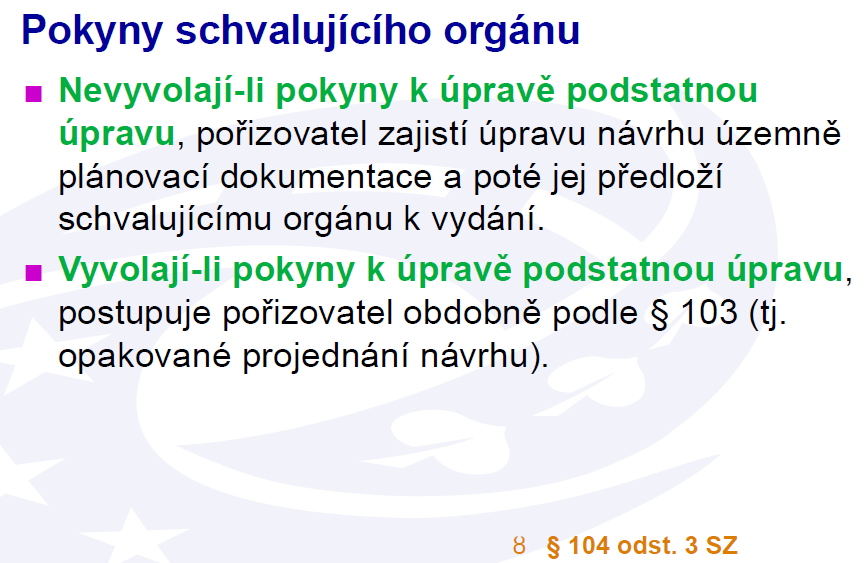 Pokyny schvalujícího orgánu
■ Nevyvolají-li pokyny k úpravě podstatnou
úpravu, pořizovatel zajistí úpravu návrhu územně
plánovací dokumentace a poté jej předloží
schvalujícímu orgánu k vydání.
■ Vyvolají-li pokyny k úpravě podstatnou úpravu,
postupuje pořizovatel obdobně podle § 103 (tj.
opakované projednání návrhu).
8 § 104 odst. 3 SZ